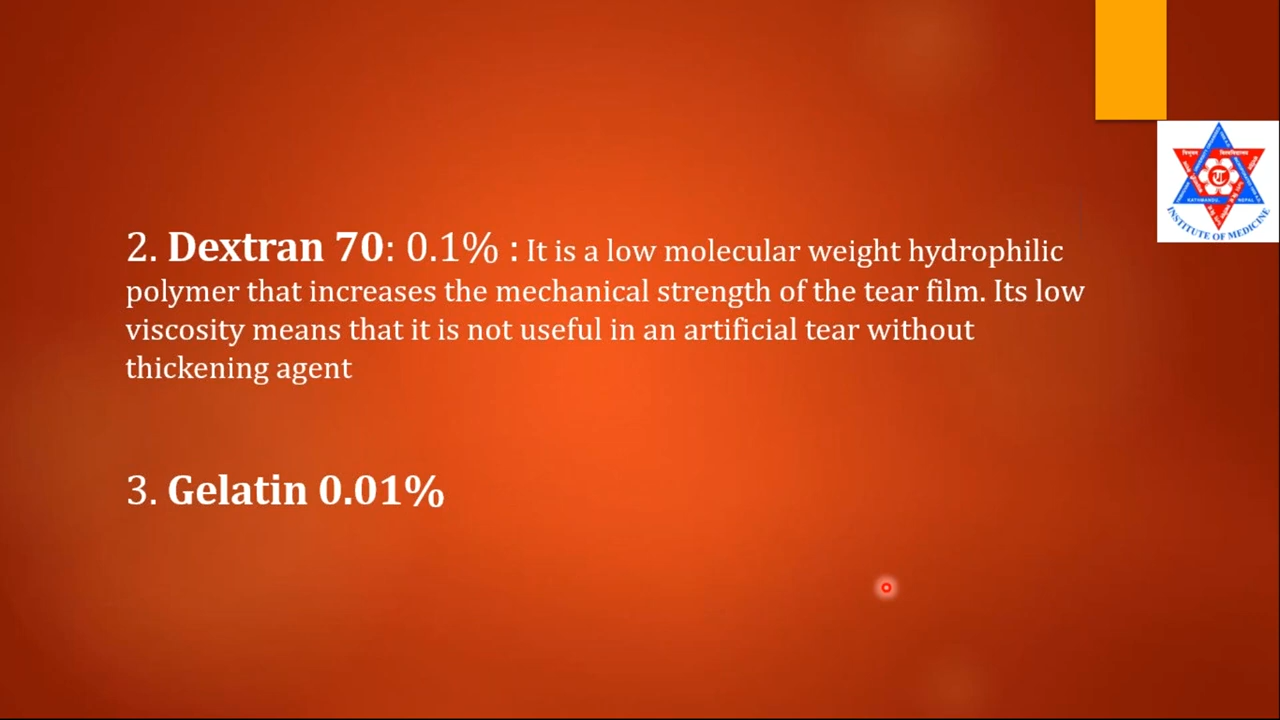 2. Dextran 70: 0.1% : It is a low molecular weight hydrophilic
polymer that increases the mechanical strength of the tear film. Its low
viscosity means that it is not useful in an artificial tear without
thickening agent
3. Gelatin 0.01%
KATHMANDU, NEPAL
INSTITUTE OF MEDICINE